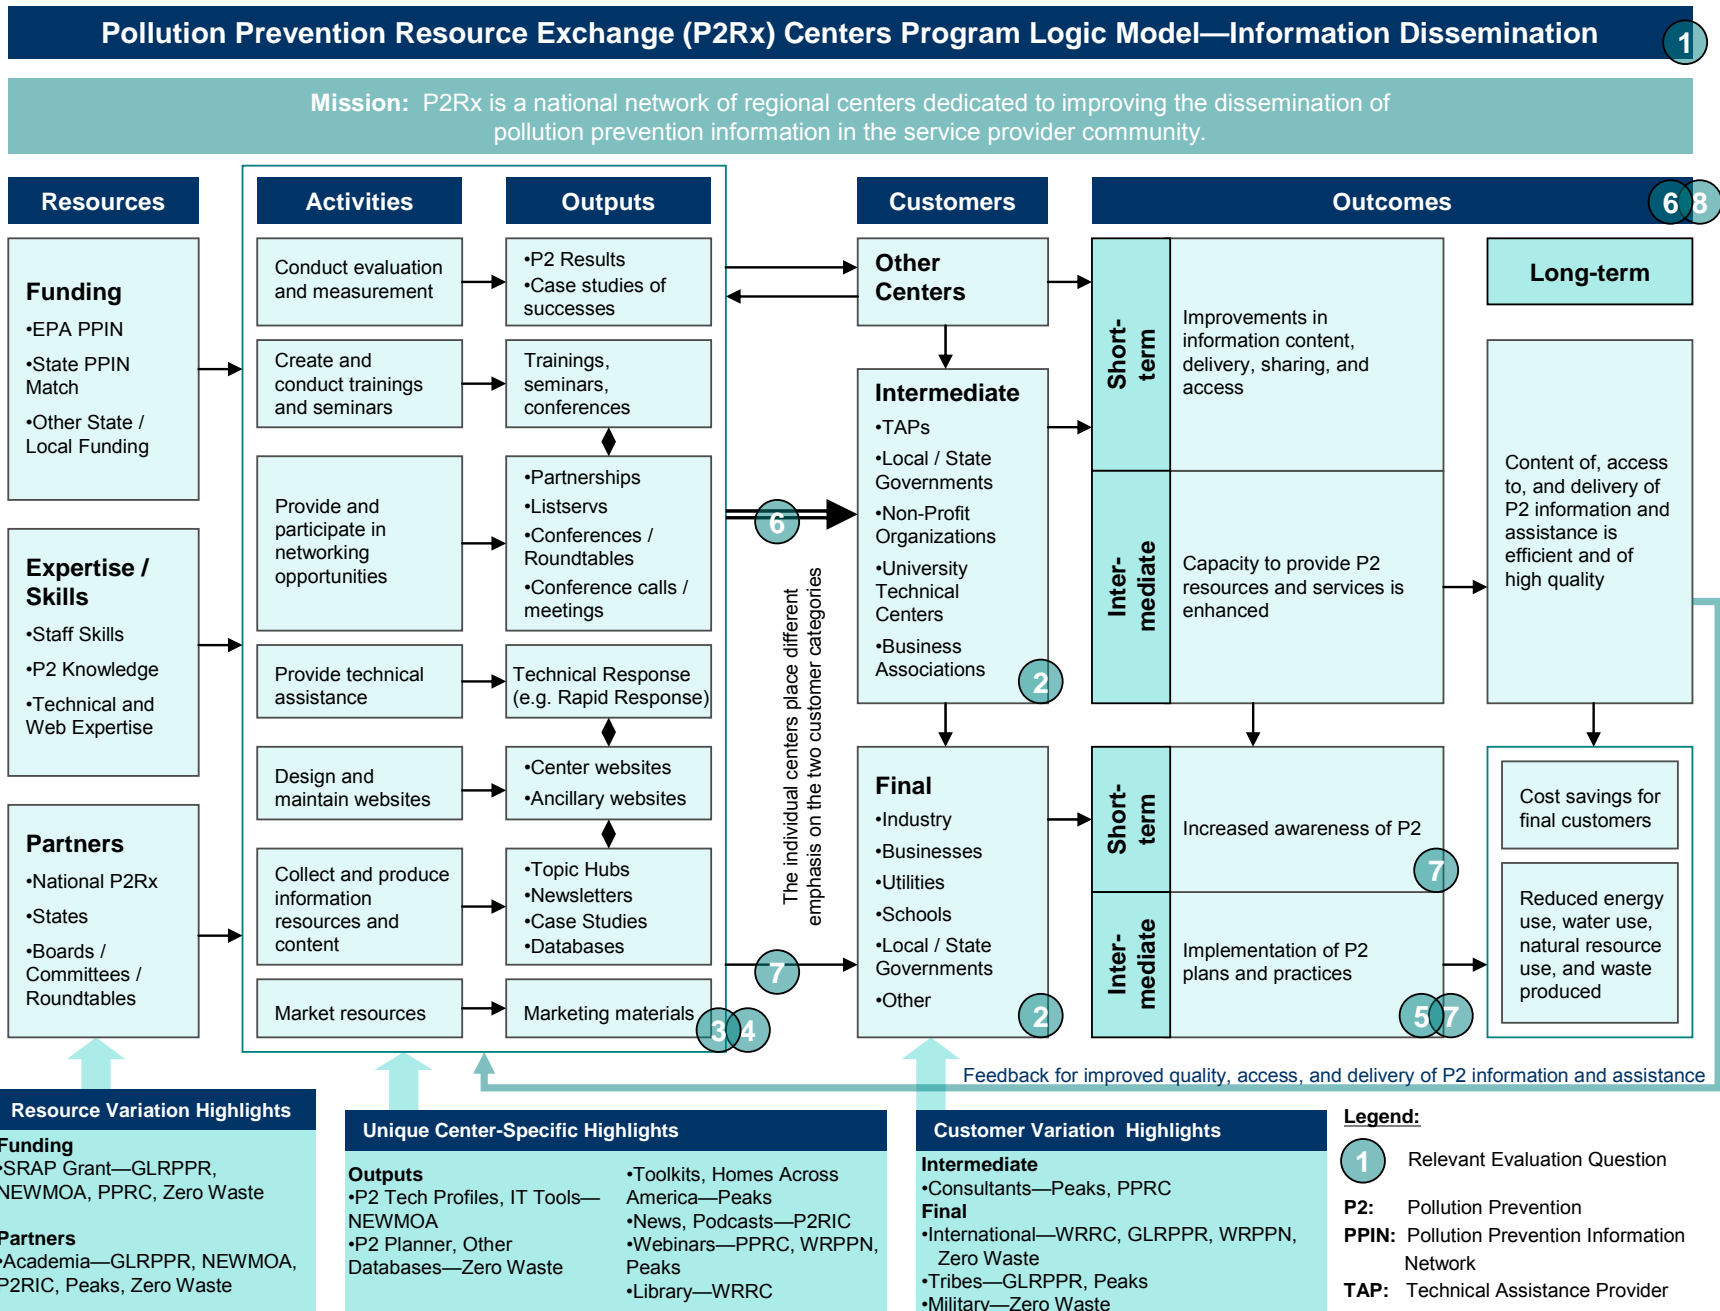 Pollution Prevention Resource Exchange (P2Rx) Centers Program Logic Model—Information Dissemination
1
Mission: P2Rx is a national network of regional centers dedicated to improving the dissemination of
pollution prevention information in the service provider community.
Resources
Funding
•EPA PPIN
•State PPIN
Match
•Other State /
Local Funding
Expertise /
Skills
•Staff Skills
•P2 Knowledge
•Technical and
Web Expertise
Partners
•National P2Rx
•States
•Boards /
Committees /
Roundtables
Activities
Outputs
Conduct evaluation
and measurement
•P2 Results
•Case studies of
successes
Create and
conduct trainings
and seminars
Trainings,
seminars,
conferences
Provide and
participate in
networking
opportunities
•Partnerships
•Listservs
•Conferences /
Roundtables
•Conference calls /
meetings
Provide technical
assistance
Technical Response
(e.g. Rapid Response)
Design and
maintain websites
•Center websites
•Ancillary websites
Collect and produce
information
resources and
content
•Topic Hubs
•Newsletters
•Case Studies
•Databases
Market resources
Marketing materials
3
4
6
The individual centers place different
emphasis on the two customer categories
7
Customers
Other
Centers
Intermediate
•TAPs
•Local / State
Governments
•Non-Profit
Organizations
•University
Technical
Centers
•Business
Associations
2
Final
•Industry
•Businesses
•Utilities
•Schools
•Local / State
Governments
•Other
2
Outcomes
6
8
Short-
term
Improvements in
information content,
delivery, sharing, and
access
Inter-
mediate
Capacity to provide P2
resources and services is
enhanced
Short-
term
Increased awareness of P2
7
Inter-
mediate
Implementation of P2
plans and practices
5
7
Long-term
Content of, access
to, and delivery of
P2 information and
assistance is
efficient and of
high quality
Cost savings for
final customers
Reduced energy
use, water use,
natural resource
use, and waste
produced
Feedback for improved quality, access, and delivery of P2 information and assistance
Resource Variation Highlights
Funding
•SRAP Grant—GLRPPR,
NEWMOA, PPRC, Zero Waste
Partners
•Academia—GLRPPR, NEWMOA,
P2RIC, Peaks, Zero Waste
Unique Center-Specific Highlights
Outputs
•P2 Tech Profiles, IT Tools—
NEWMOA
•P2 Planner, Other
Databases—Zero Waste
•Toolkits, Homes Across
America—Peaks
•News, Podcasts—P2RIC
•Webinars—PPRC, WRPPN,
Peaks
•Library—WRRC
Customer Variation  Highlights
Intermediate
•Consultants—Peaks, PPRC
Final
•International—WRRC, GLRPPR, WRPPN,
Zero Waste
•Tribes—GLRPPR, Peaks
•Military—Zero Waste
Legend:
1 Relevant Evaluation Question
P2: Pollution Prevention
PPIN: Pollution Prevention Information
Network
TAP: Technical Assistance Provider